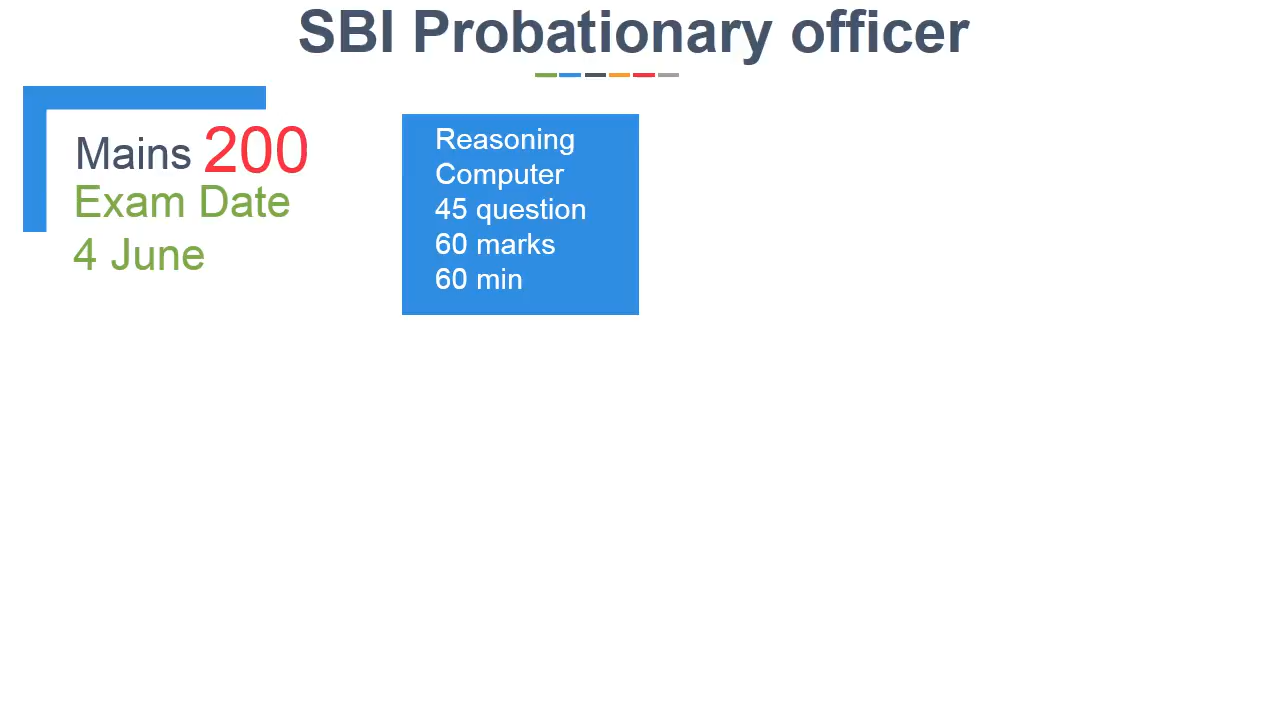 SBI Probationary officer
Mains 200
Exam Date
4 June
Reasoning
Computer
45 question
60 marks
60 min